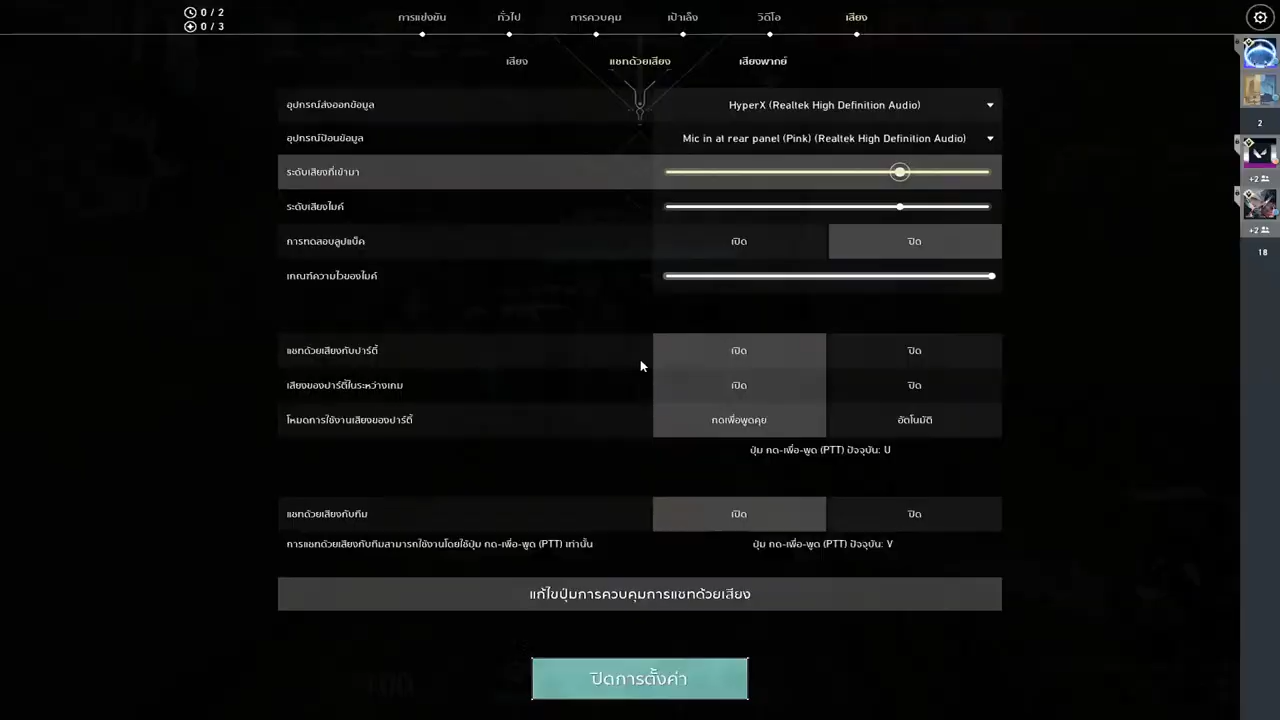 0 / 2
0 / 3
การแข่งขัน ทั่วไป การควบคุม เป้าเล็ง วิดีโอ เสียง
เสียง แชทด้วยเสียง เสียงพากย์
อุปกรณ์ส่งออกข้อมูล HyperX (Realtek High Definition Audio)
อุปกรณ์ป้อนข้อมูล Mic in at rear panel (Pink) (Realtek High Definition Audio)
ระดับเสียงที่เข้ามา
ระดับเสียงไมค์
การทดสอบลูปแบ็ค เปิด ปิด
เกณฑ์ความไวของไมค์
แชทด้วยเสียงกับปาร์ตี้ เปิด ปิด
เสียงของปาร์ตี้ในระหว่างเกม เปิด ปิด
โหมดการใช้งานเสียงของปาร์ตี้ กดเพื่อพูดคุย อัตโนมัติ
ปุ่ม กด-เพื่อ-พูด (PTT) ปัจจุบัน: U
แชทด้วยเสียงกับทีม เปิด ปิด
การแชทด้วยเสียงกับทีมสามารถใช้งานโดยใช้ปุ่ม กด-เพื่อ-พูด (PTT) เท่านั้น ปุ่ม กด-เพื่อ-พูด (PTT) ปัจจุบัน: V
แก้ไขปุ่มการควบคุมการแชทด้วยเสียง
ปิดการตั้งค่า
2
+2
+2
18